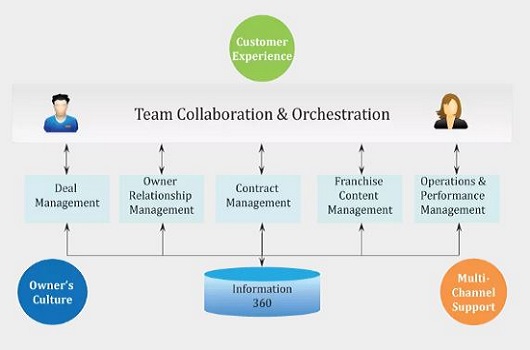 Customer
Experience
Team Collaboration & Orchestration
Deal
Management
Owner
Relationship
Management
Contract
Management
Franchise
Content
Management
Operations &
Performance
Management
Owner's
Culture
Information
360
Multi-
Channel
Support